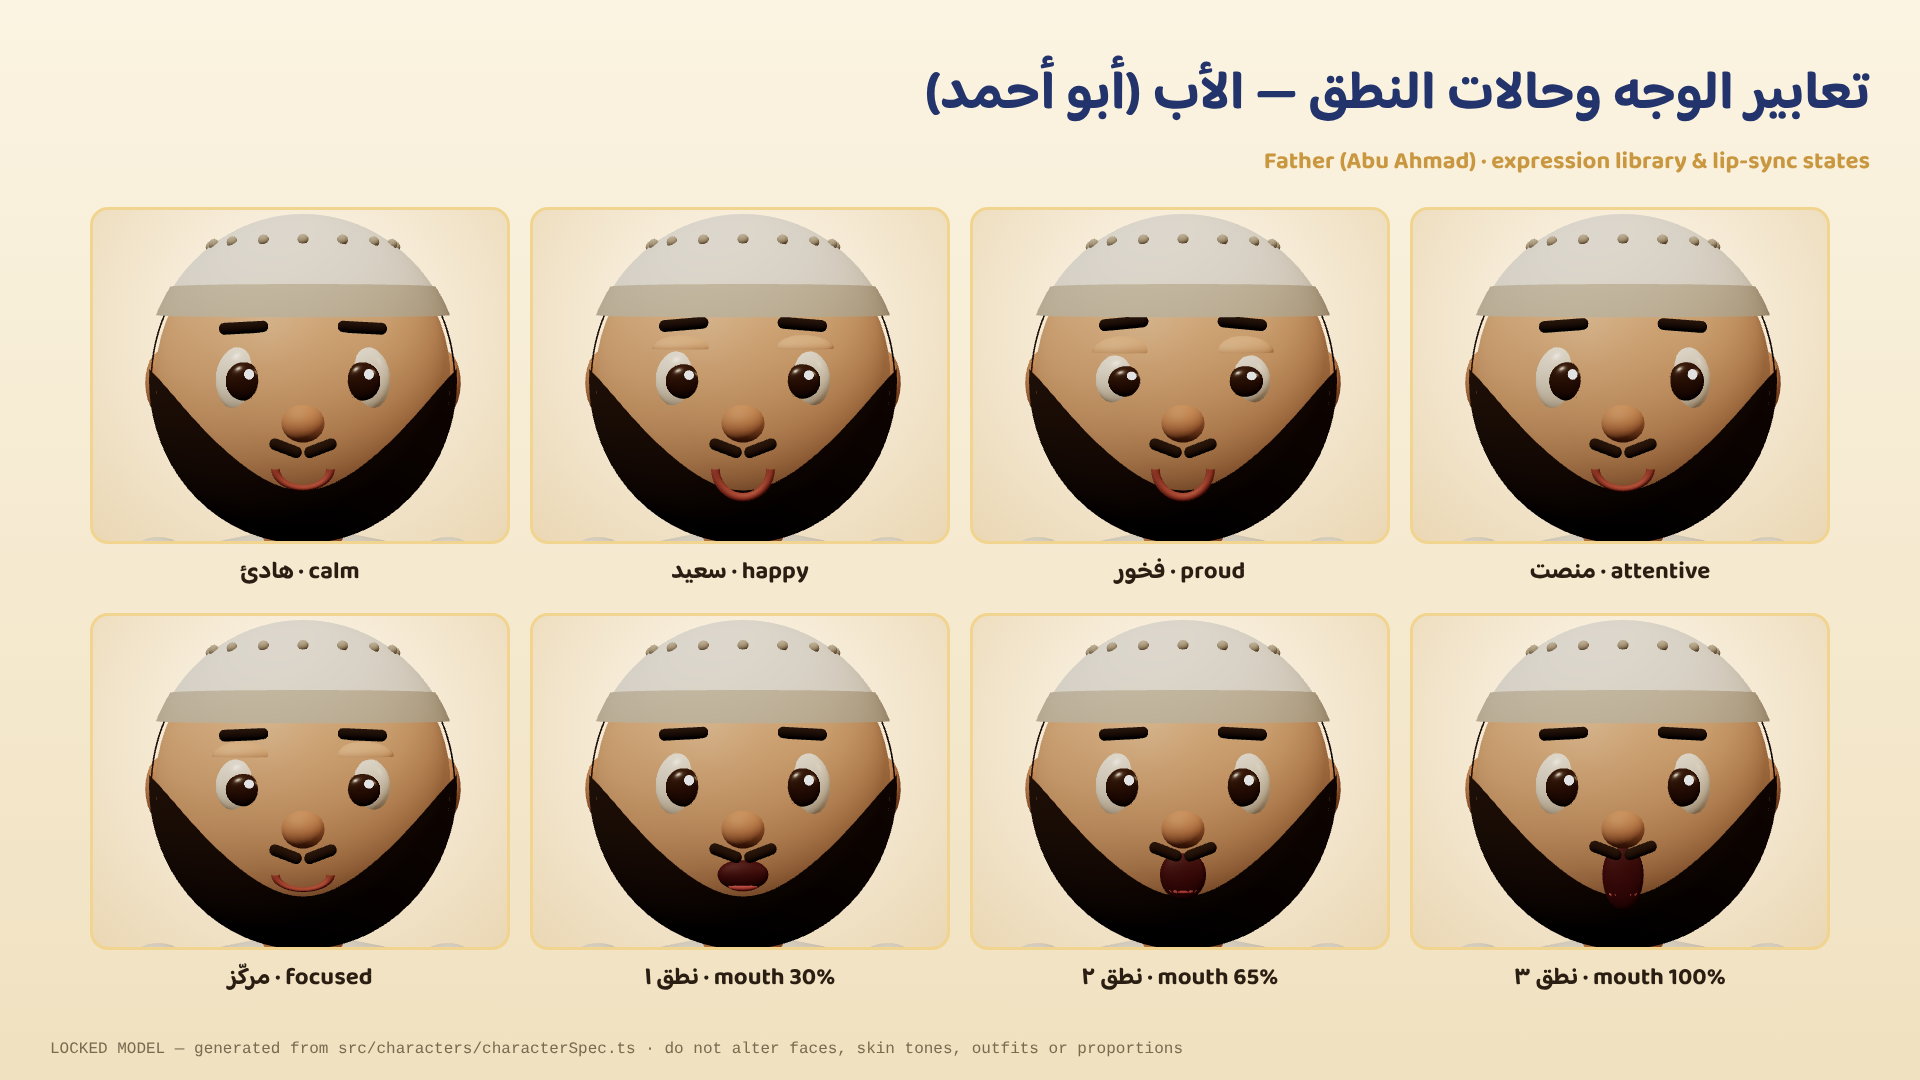 تعابير الوجه وحالات النطق — الأب (أبو أحمد)
Father (Abu Ahmad) · expression library & lip-sync states
هادئ · calm
سعيد · happy
فخور · proud
منصت · attentive
مركّز · focused
نطق ١ · mouth 30%
نطق ٢ · mouth 65%
نطق ٣ · mouth 100%
LOCKED MODEL — generated from src/characters/characterSpec.ts · do not alter faces, skin tones, outfits or proportions